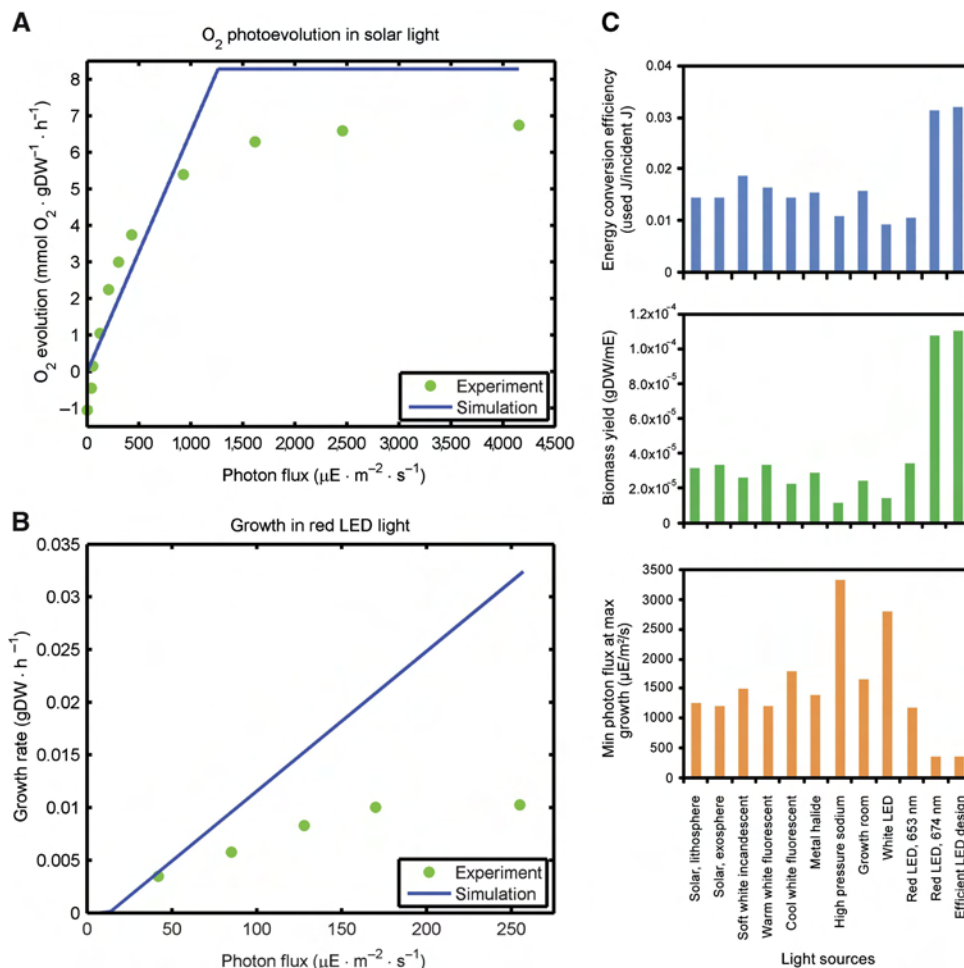 A
O2 photoevolution in solar light
O2 evolution (mmol O2 · gDW−1 · h−1)
8
7
6
5
4
3
2
1
0
−1
0
500
1,000
1,500
2,000
2,500
3,000
3,500
4,000
4,500
Experiment
Simulation
Photon flux (μE · m−2 · s−1)
B
Growth in red LED light
Growth rate (gDW · h−1)
0.035
0.03
0.025
0.02
0.015
0.01
0.005
0
0
50
100
150
200
250
Experiment
Simulation
Photon flux (μE · m−2 · s−1)
C
Energy conversion efficiency
(used J/incident J)
0.04
0.03
0.01
0.01
0
Biomass yield (gDW/mE)
1.2x10−4
1.0x10−4
8.0x10−5
6.0x10−5
4.0x10−5
2.0x10−5
0
Min photon flux at max
growth (μE/m²/s)
3500
3000
2500
2000
1500
1000
500
0
Solar, lithosphere
Solar, exosphere
Soft white incandescent
Warm white fluorescent
Cool white fluorescent
Metal halide
High pressure sodium
Growth room
White LED
Red LED, 653 nm
Red LED, 674 nm
Efficient LED design
Light sources